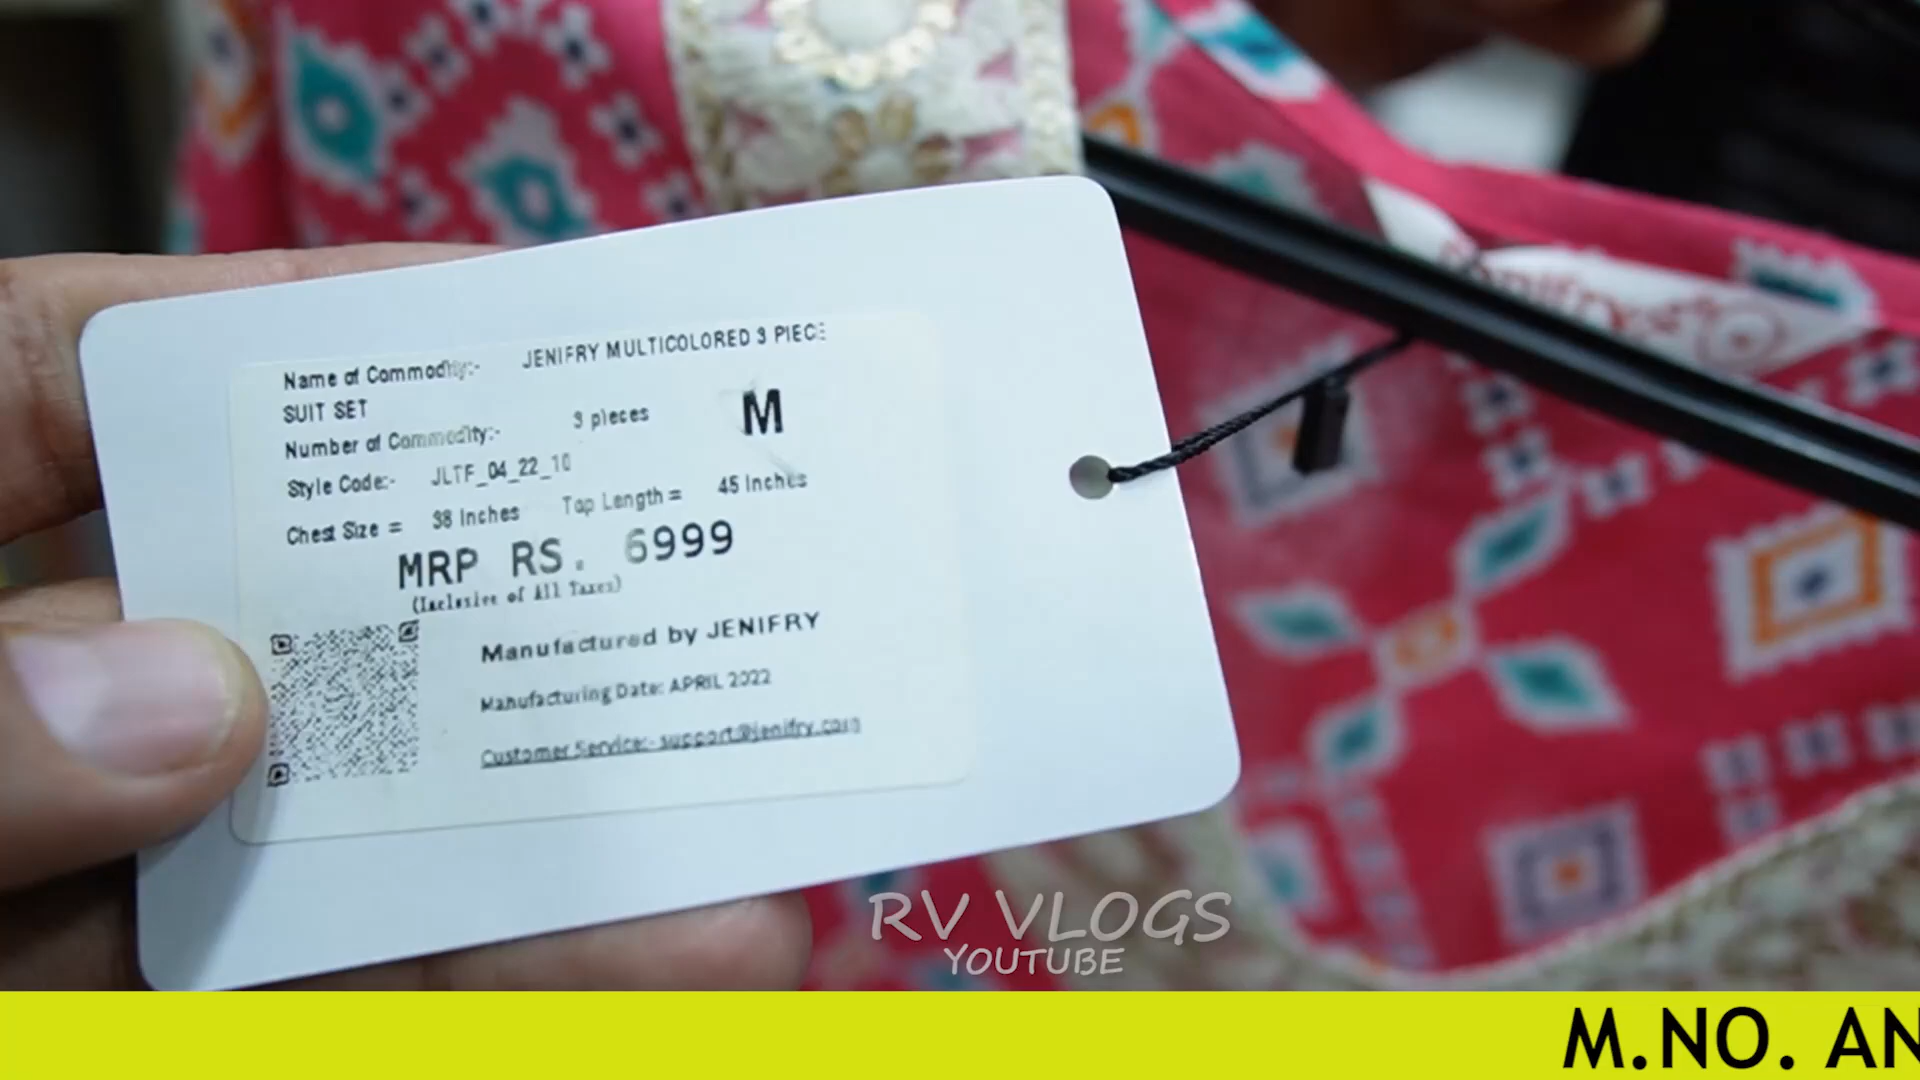 Name of Commodity:- JENIFRY MULTICOLORED 3 PIECE
SUIT SET
Number of Commodity:- 3 pieces M
Style Code:- JLTF_04_22_10
Chest Size = 38 Inches Top Length = 45 Inches
MRP RS. 6999
(Inclusive of All Taxes)
Manufactured by JENIFRY
Manufacturing Date: APRIL 2022
Customer Service:- support@jenifry.com
RV VLOGS
YOUTUBE
M.NO. AN